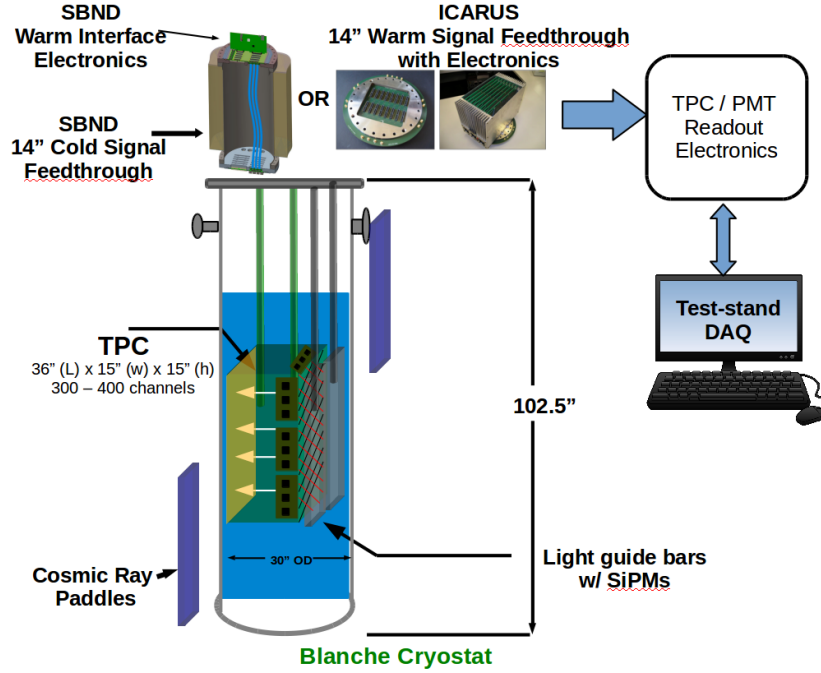 SBND
Warm Interface
Electronics
SBND
14” Cold Signal
Feedthrough
OR
ICARUS
14” Warm Signal Feedthrough
with Electronics
TPC / PMT
Readout
Electronics
Test-stand
DAQ
TPC
36” (L) x 15” (w) x 15” (h)
300 – 400 channels
102.5”
30” OD
Cosmic Ray
Paddles
Light guide bars
w/ SiPMs
Blanche Cryostat